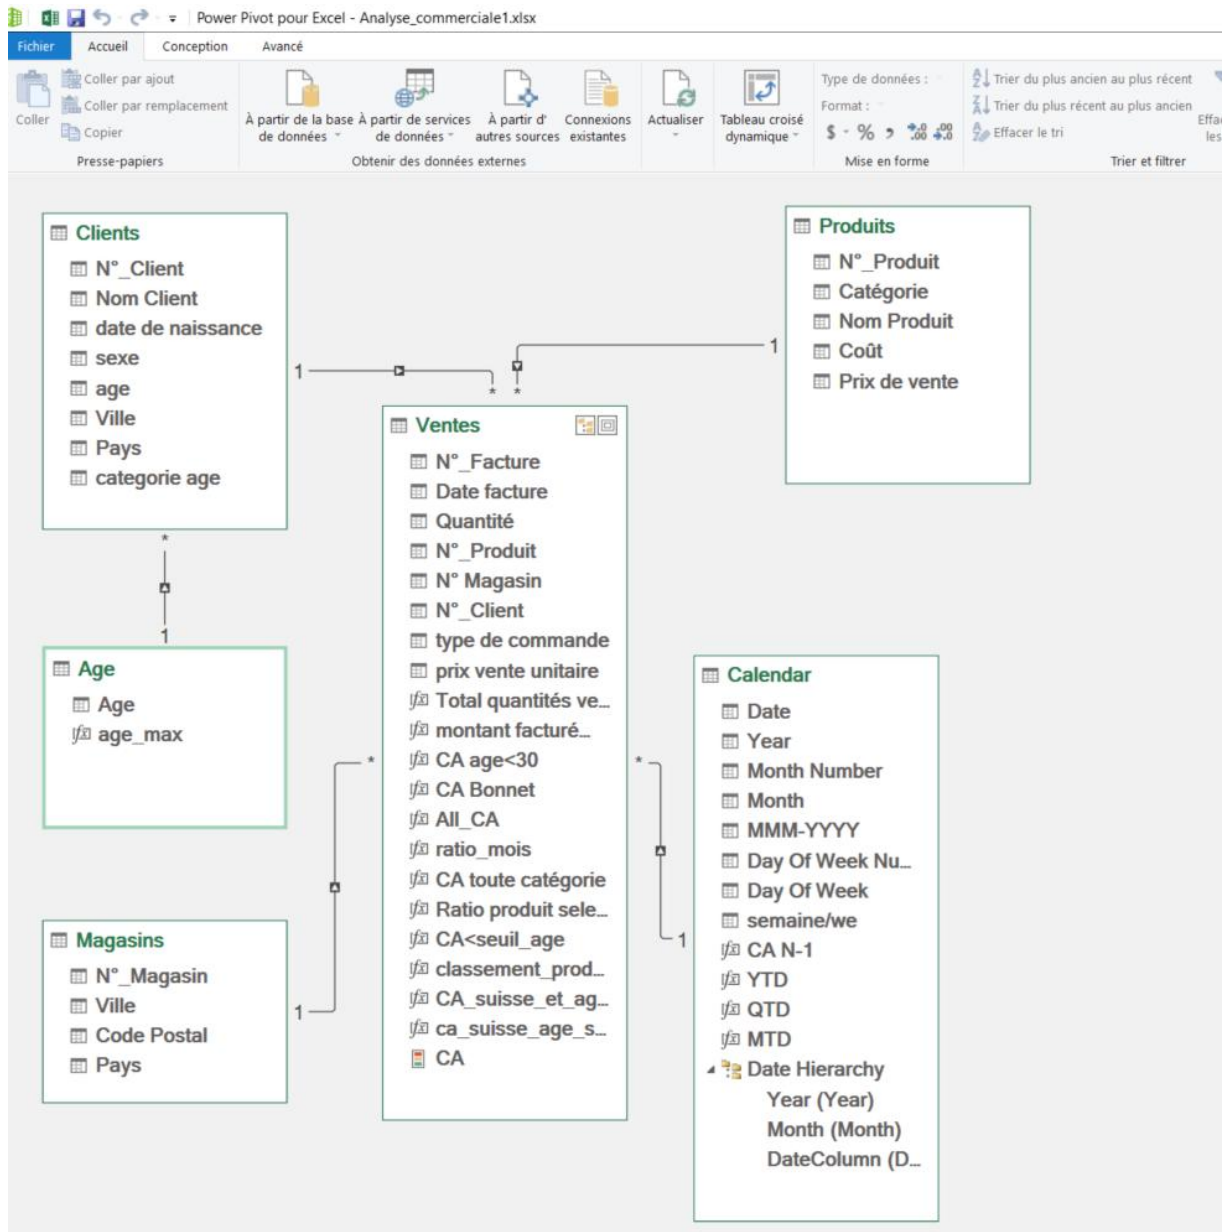 Power Pivot pour Excel - Analyse_commerciale1.xlsx
Fichier Accueil Conception Avancé
Coller
Coller par ajout
Coller par remplacement
Copier
Presse-papiers
À partir de la base de données
À partir de services de données
À partir d' autres sources
Connexions existantes
Obtenir des données externes
Actualiser
Tableau croisé dynamique
Type de données :
Format :
$ - % ,
Mise en forme
Trier du plus ancien au plus récent
Trier du plus récent au plus ancien
Effacer le tri
Trier et filtrer
les
Clients
N°_Client
Nom Client
date de naissance
sexe
age
Ville
Pays
categorie age
Produits
N°_Produit
Catégorie
Nom Produit
Coût
Prix de vente
1
1
*
*
Ventes
N°_Facture
Date facture
Quantité
N°_Produit
N° Magasin
N°_Client
type de commande
prix vente unitaire
Total quantités ve...
montant facturé...
CA age<30
CA Bonnet
All_CA
ratio_mois
CA toute catégorie
Ratio produit sele...
CA<seuil_age
classement_prod...
CA_suisse_et_ag...
ca_suisse_age_s...
CA
*
1
Age
Age
age_max
*
1
Magasins
N°_Magasin
Ville
Code Postal
Pays
*
1
Calendar
Date
Year
Month Number
Month
MMM-YYYY
Day Of Week Nu...
Day Of Week
semaine/we
CA N-1
YTD
QTD
MTD
Date Hierarchy
Year (Year)
Month (Month)
DateColumn (D...